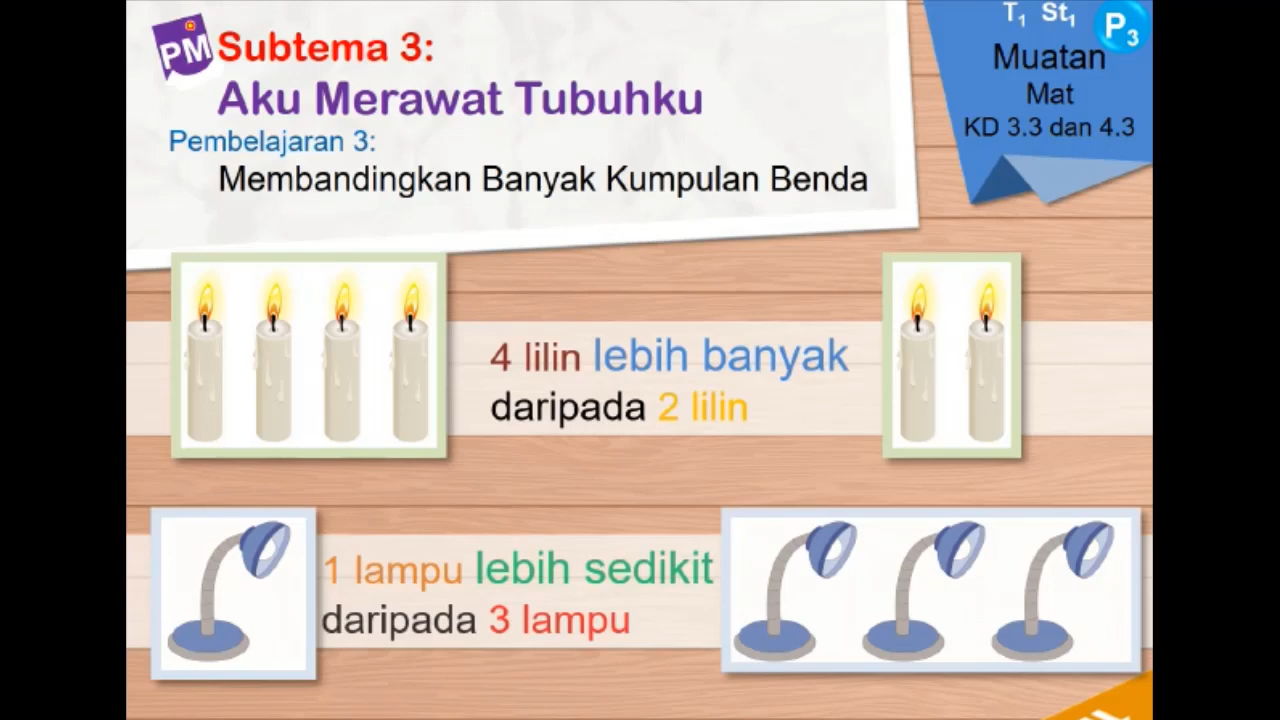 PM
Subtema 3:
Aku Merawat Tubuhku
Pembelajaran 3:
Membandingkan Banyak Kumpulan Benda
T1 St1 P3
Muatan
Mat
KD 3.3 dan 4.3
4 lilin lebih banyak
daripada 2 lilin
1 lampu lebih sedikit
daripada 3 lampu